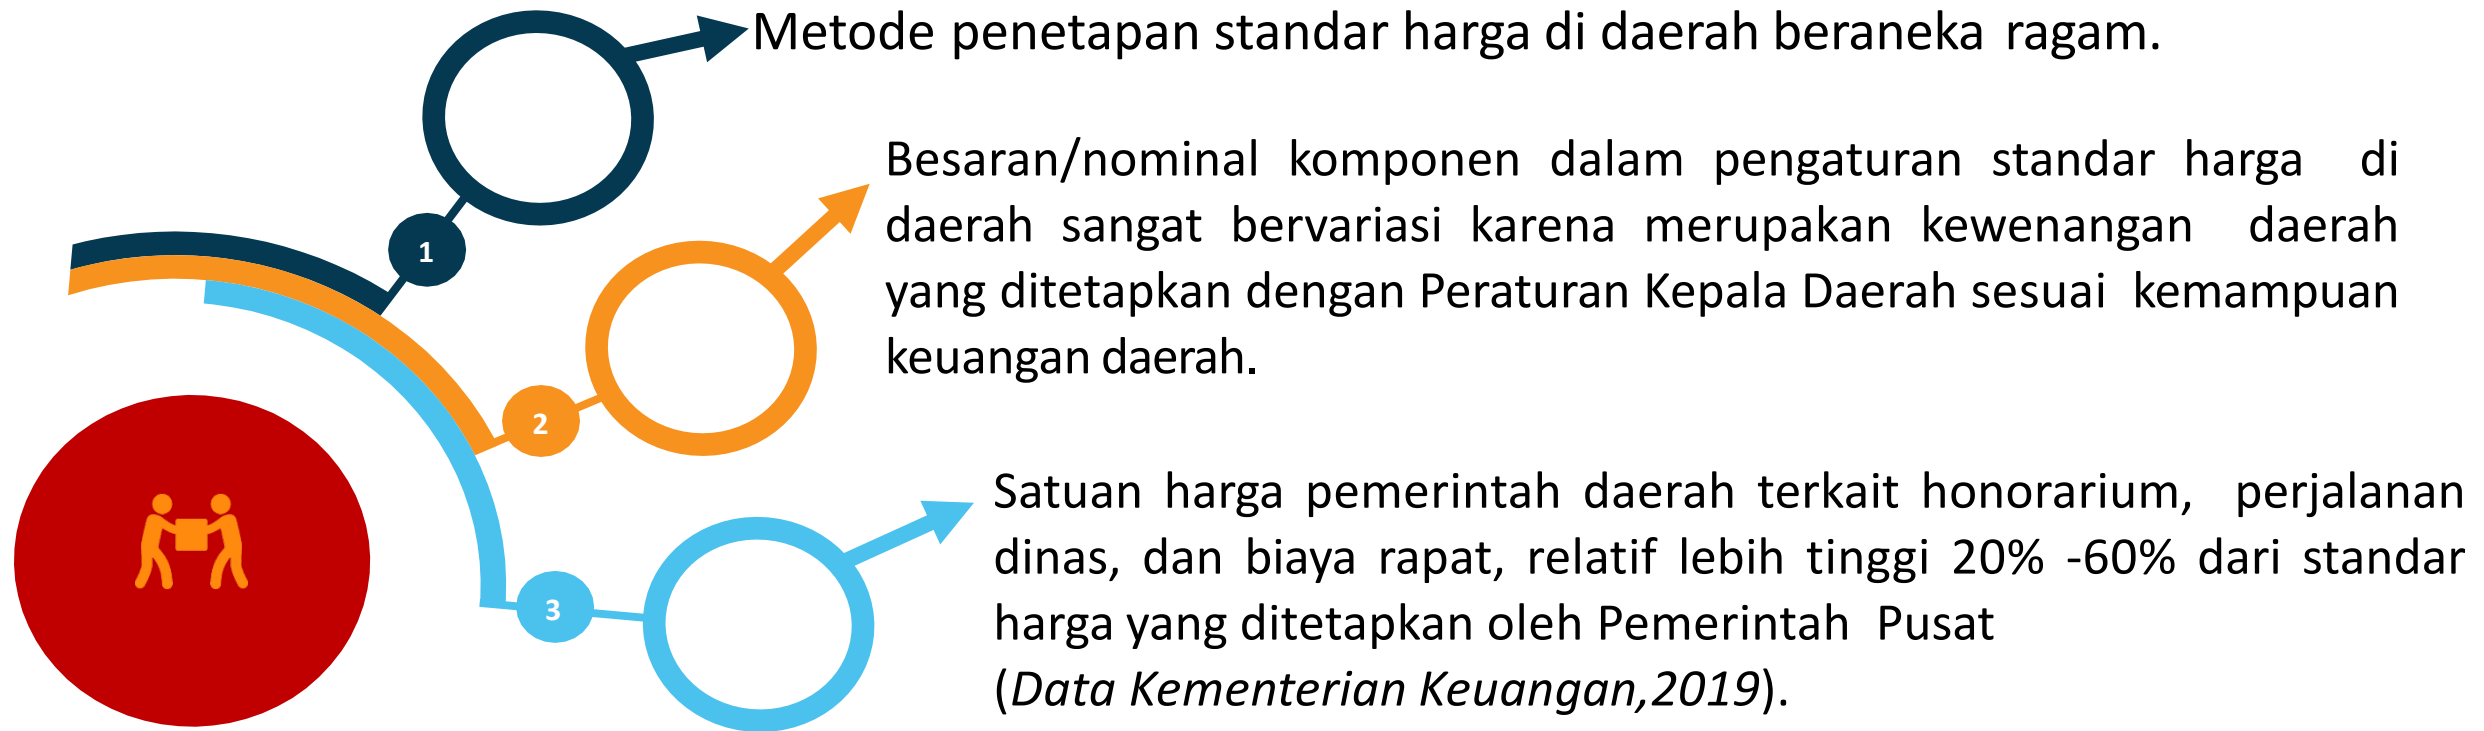 Metode penetapan standar harga di daerah beraneka ragam.
1
Besaran/nominal komponen dalam pengaturan standar harga di
daerah sangat bervariasi karena merupakan kewenangan daerah
yang ditetapkan dengan Peraturan Kepala Daerah sesuai kemampuan
keuangan daerah.
2
Satuan harga pemerintah daerah terkait honorarium, perjalanan
dinas, dan biaya rapat, relatif lebih tinggi 20% -60% dari standar
harga yang ditetapkan oleh Pemerintah Pusat
(Data Kementerian Keuangan,2019).
3